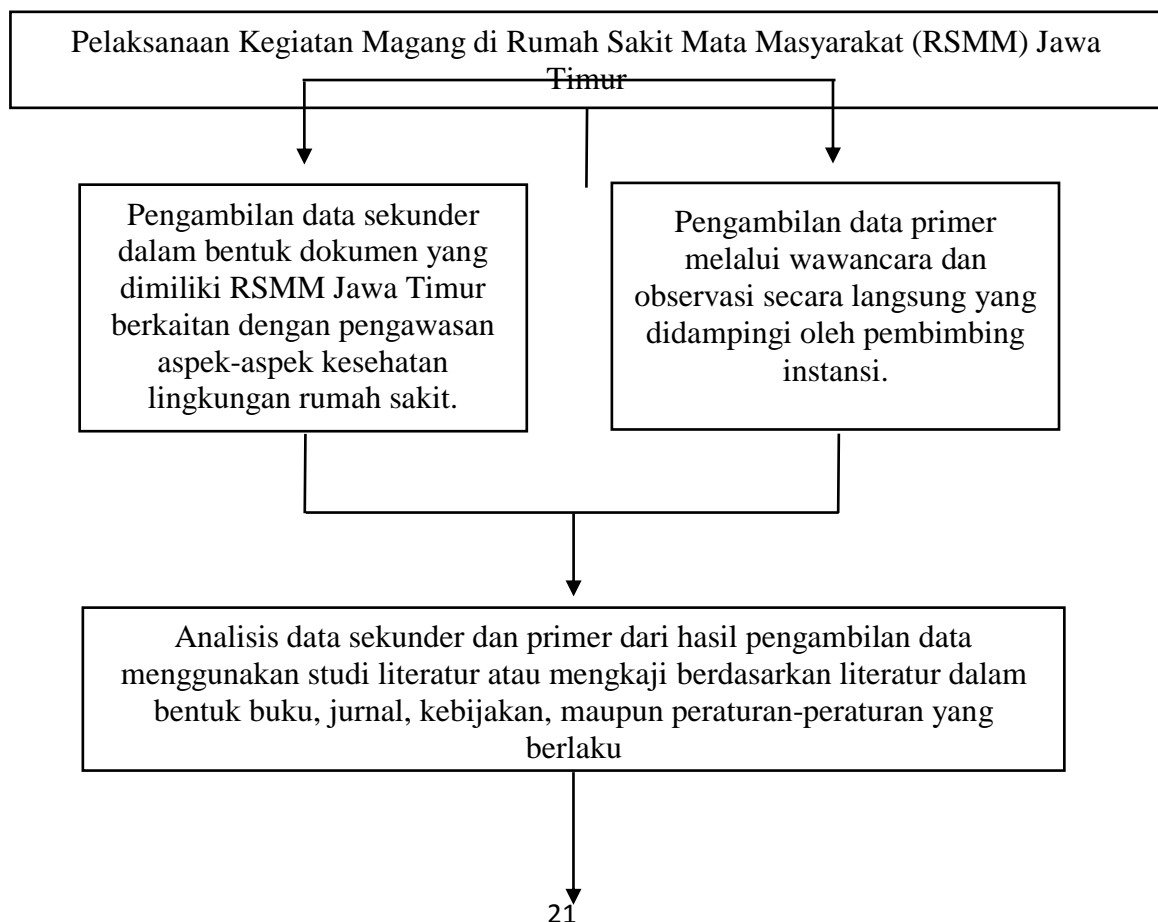 Pelaksanaan Kegiatan Magang di Rumah Sakit Mata Masyarakat (RSMM) Jawa
Timur
Pengambilan data sekunder
dalam bentuk dokumen yang
dimiliki RSMM Jawa Timur
berkaitan dengan pengawasan
aspek-aspek kesehatan
lingkungan rumah sakit.
Pengambilan data primer
melalui wawancara dan
observasi secara langsung yang
didampingi oleh pembimbing
instansi.
Analisis data sekunder dan primer dari hasil pengambilan data
menggunakan studi literatur atau mengkaji berdasarkan literatur dalam
bentuk buku, jurnal, kebijakan, maupun peraturan-peraturan yang
berlaku
21